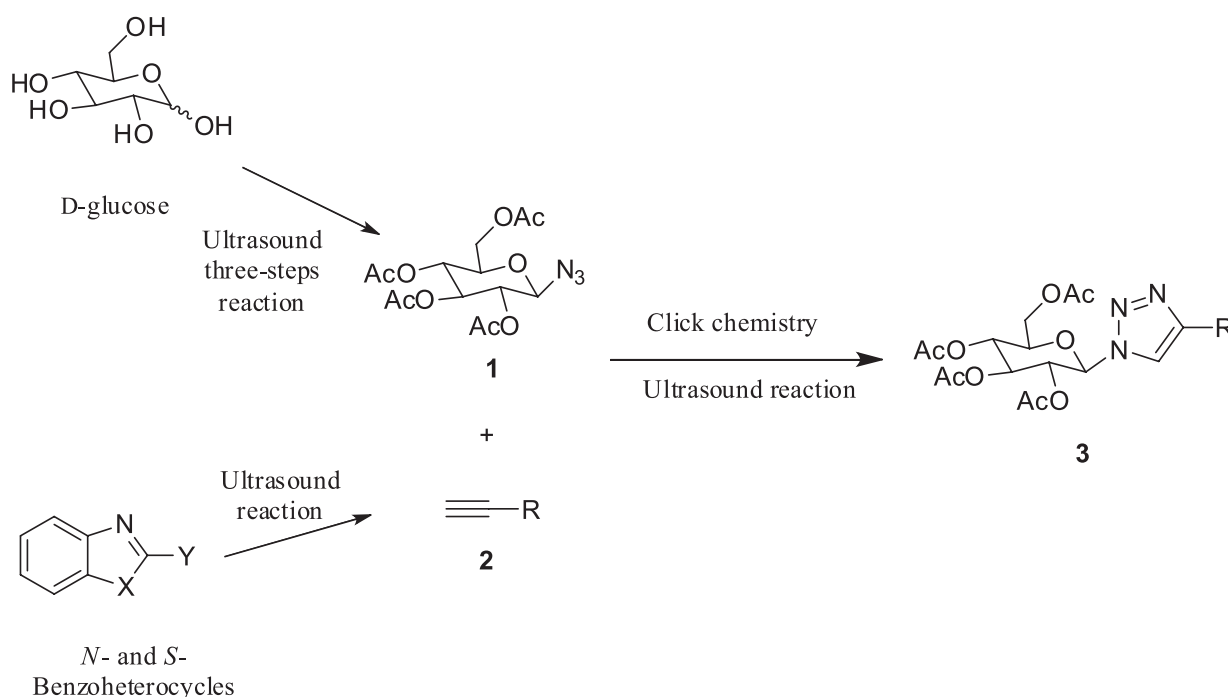 OH
HO
O
HO
HO
OH
D-glucose
Ultrasound
three-steps
reaction
OAc
AcO
O
N3
AcO
AcO
1
+
Click chemistry
Ultrasound reaction
OAc
N=N
R
AcO
O
N
AcO
AcO
3
Ultrasound
reaction
R
2
N
Y
X
N- and S-
Benzoheterocycles